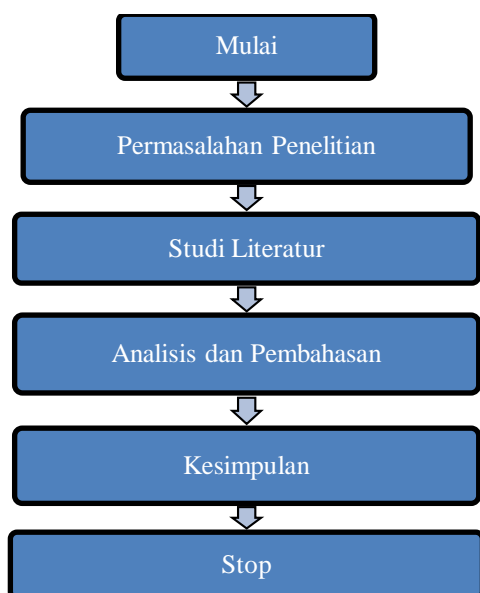 Mulai
Permasalahan Penelitian
Studi Literatur
Analisis dan Pembahasan
Kesimpulan
Stop